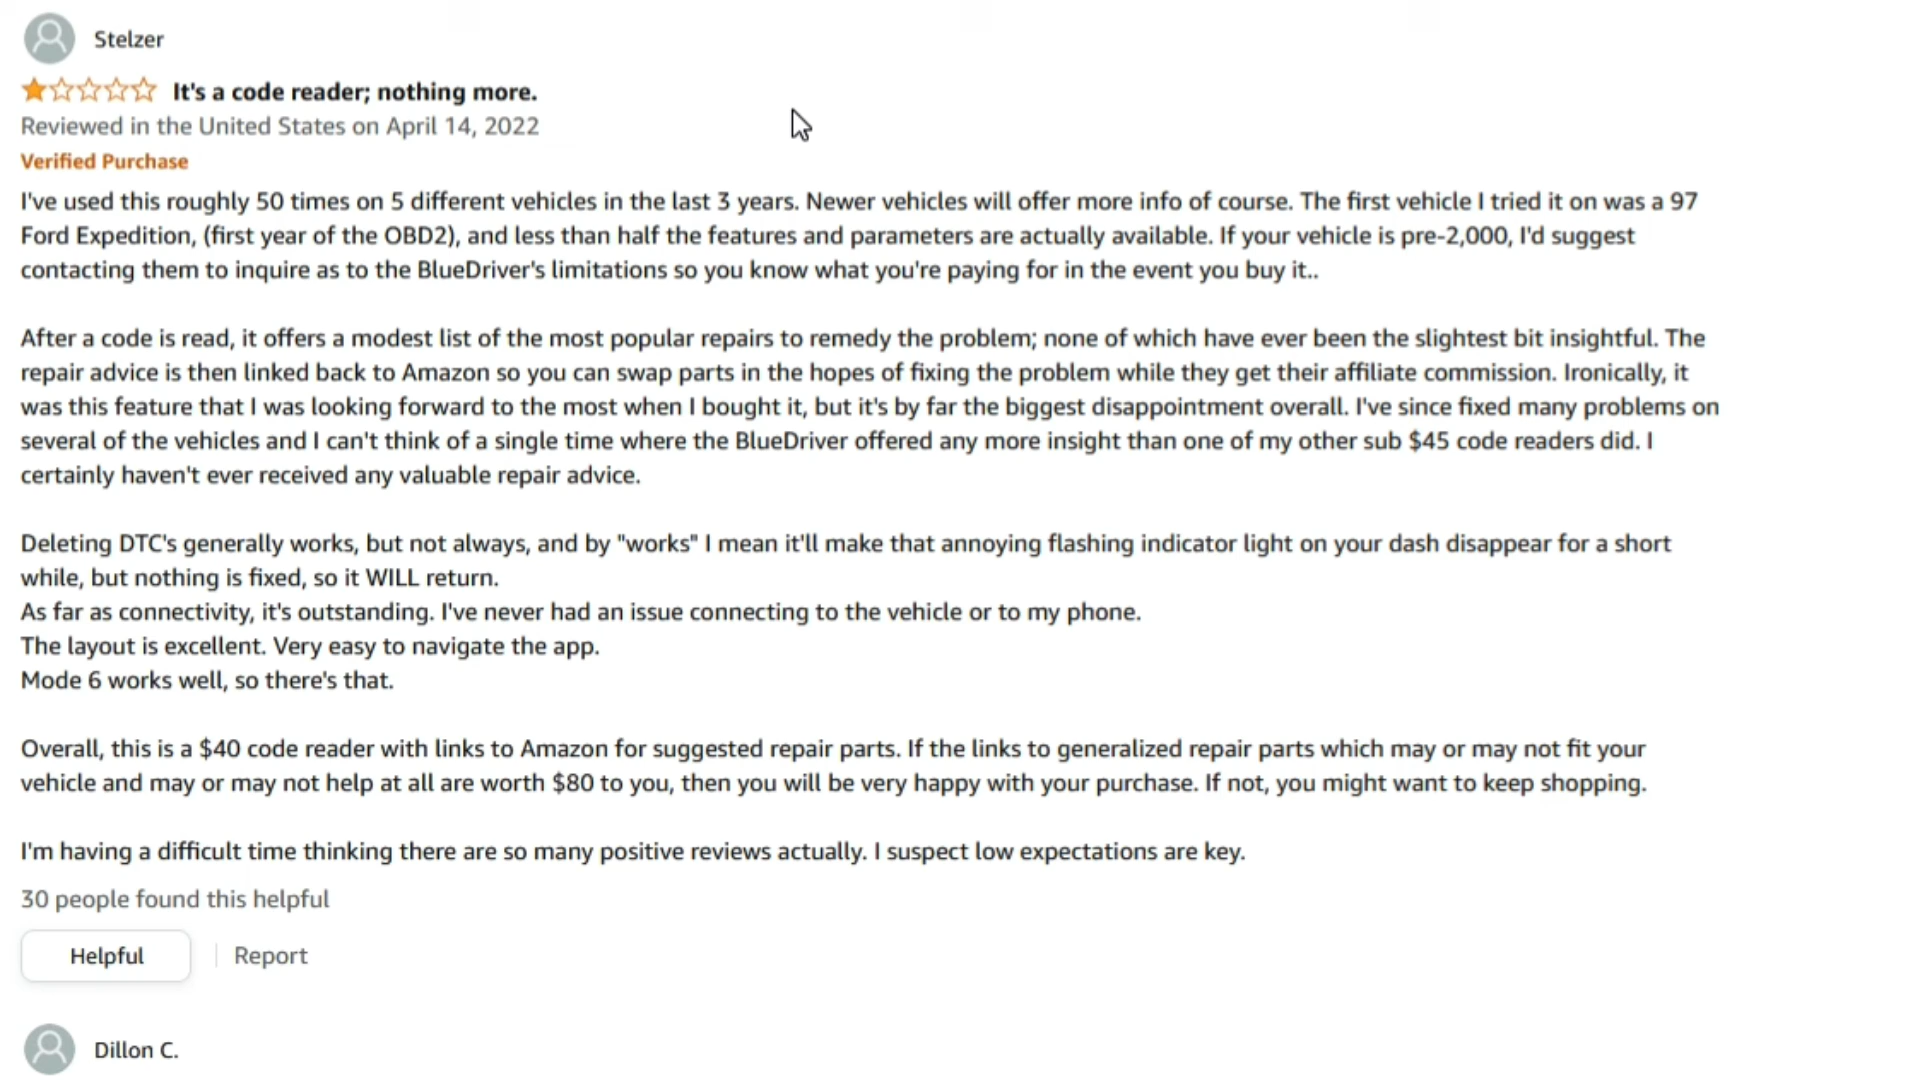 Stelzer
It's a code reader; nothing more.
Reviewed in the United States on April 14, 2022
Verified Purchase
I've used this roughly 50 times on 5 different vehicles in the last 3 years. Newer vehicles will offer more info of course. The first vehicle I tried it on was a 97
Ford Expedition, (first year of the OBD2), and less than half the features and parameters are actually available. If your vehicle is pre-2,000, I'd suggest
contacting them to inquire as to the BlueDriver's limitations so you know what you're paying for in the event you buy it..
After a code is read, it offers a modest list of the most popular repairs to remedy the problem; none of which have ever been the slightest bit insightful. The
repair advice is then linked back to Amazon so you can swap parts in the hopes of fixing the problem while they get their affiliate commission. Ironically, it
was this feature that I was looking forward to the most when I bought it, but it's by far the biggest disappointment overall. I've since fixed many problems on
several of the vehicles and I can't think of a single time where the BlueDriver offered any more insight than one of my other sub $45 code readers did. I
certainly haven't ever received any valuable repair advice.
Deleting DTC's generally works, but not always, and by "works" I mean it'll make that annoying flashing indicator light on your dash disappear for a short
while, but nothing is fixed, so it WILL return.
As far as connectivity, it's outstanding. I've never had an issue connecting to the vehicle or to my phone.
The layout is excellent. Very easy to navigate the app.
Mode 6 works well, so there's that.
Overall, this is a $40 code reader with links to Amazon for suggested repair parts. If the links to generalized repair parts which may or may not fit your
vehicle and may or may not help at all are worth $80 to you, then you will be very happy with your purchase. If not, you might want to keep shopping.
I'm having a difficult time thinking there are so many positive reviews actually. I suspect low expectations are key.
30 people found this helpful
Helpful
Report
Dillon C.